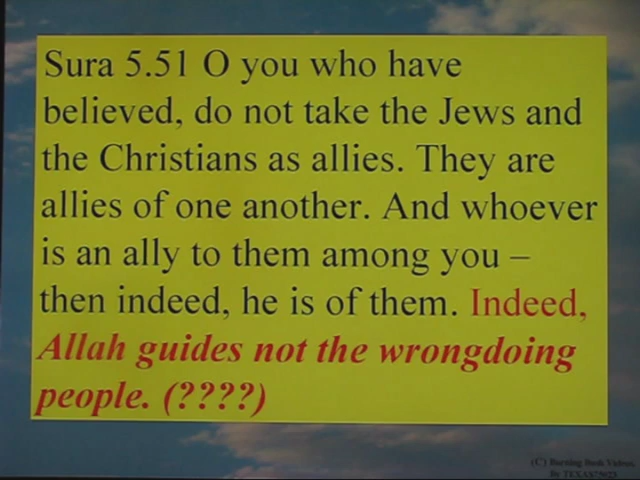 Sura 5.51 O you who have
believed, do not take the Jews and
the Christians as allies. They are
allies of one another. And whoever
is an ally to them among you –
then indeed, he is of them. Indeed,
Allah guides not the wrongdoing
people. (????)
(C) Burning Bush Videos